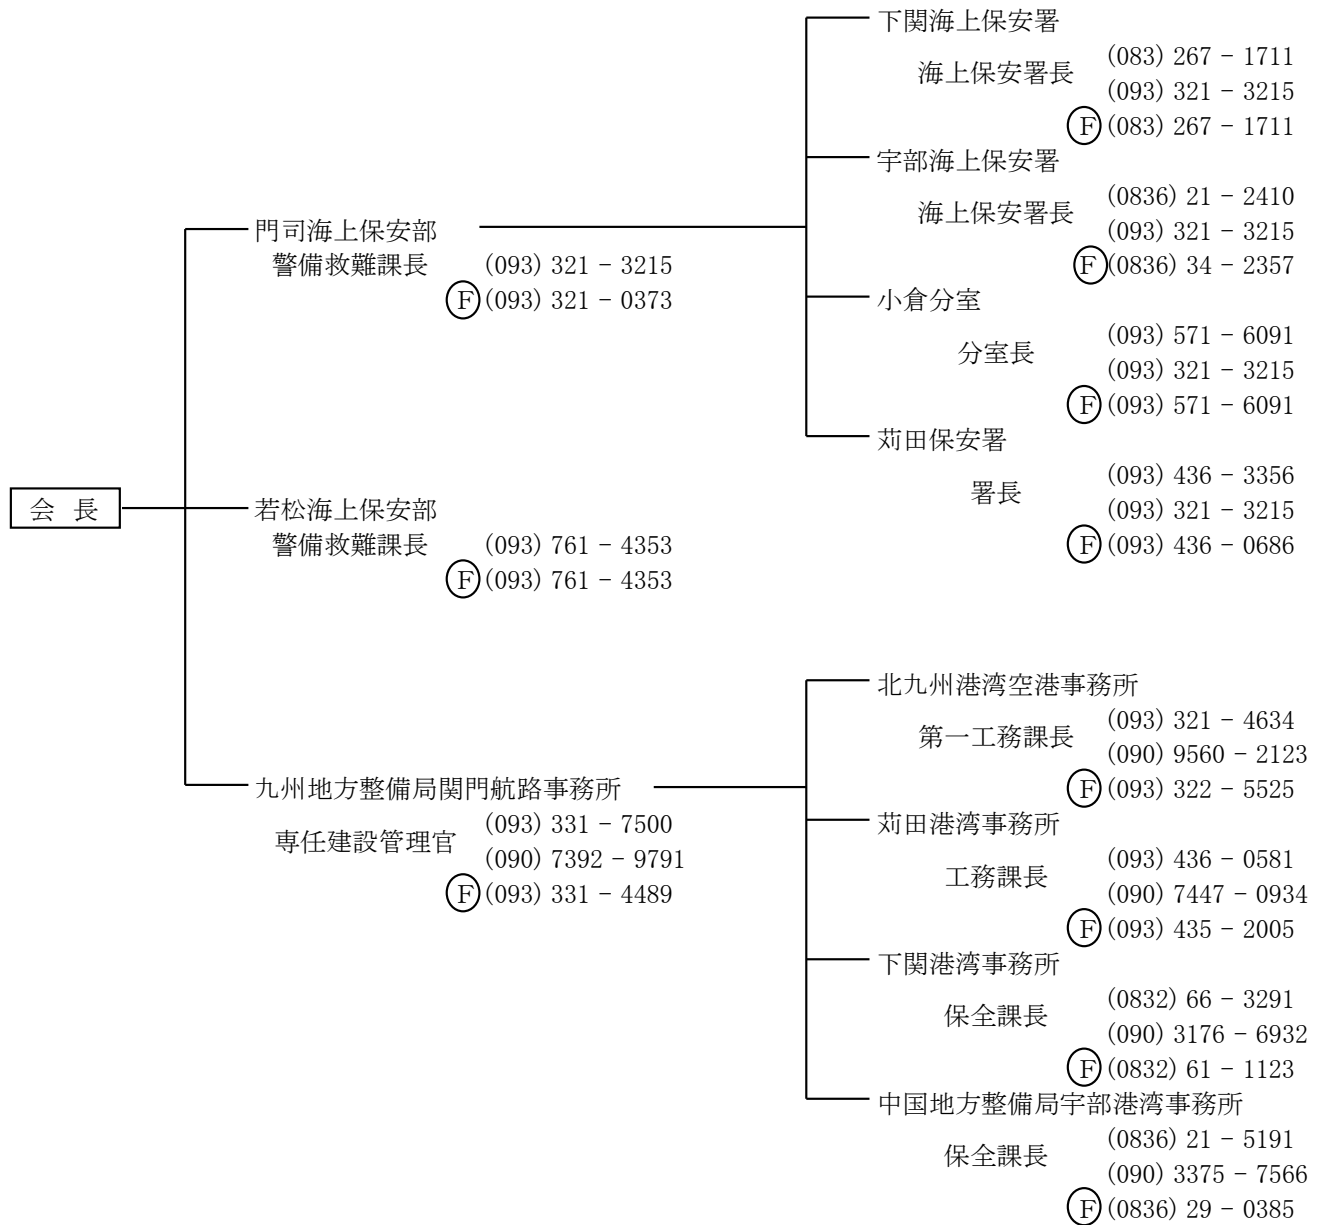 会 長
門司海上保安部
警備救難課長 (093) 321 - 3215
Ⓕ (093) 321 - 0373
下関海上保安署
海上保安署長 (083) 267 - 1711
(093) 321 - 3215
Ⓕ (083) 267 - 1711
宇部海上保安署
海上保安署長 (0836) 21 - 2410
(093) 321 - 3215
Ⓕ (0836) 34 - 2357
小倉分室
分室長 (093) 571 - 6091
(093) 321 - 3215
Ⓕ (093) 571 - 6091
苅田保安署
署長 (093) 436 - 3356
(093) 321 - 3215
Ⓕ (093) 436 - 0686
若松海上保安部
警備救難課長 (093) 761 - 4353
Ⓕ (093) 761 - 4353
九州地方整備局関門航路事務所
専任建設管理官 (093) 331 - 7500
(090) 7392 - 9791
Ⓕ (093) 331 - 4489
北九州港湾空港事務所
第一工務課長 (093) 321 - 4634
(090) 9560 - 2123
Ⓕ (093) 322 - 5525
苅田港湾事務所
工務課長 (093) 436 - 0581
(090) 7447 - 0934
Ⓕ (093) 435 - 2005
下関港湾事務所
保全課長 (0832) 66 - 3291
(090) 3176 - 6932
Ⓕ (0832) 61 - 1123
中国地方整備局宇部港湾事務所
保全課長 (0836) 21 - 5191
(090) 3375 - 7566
Ⓕ (0836) 29 - 0385